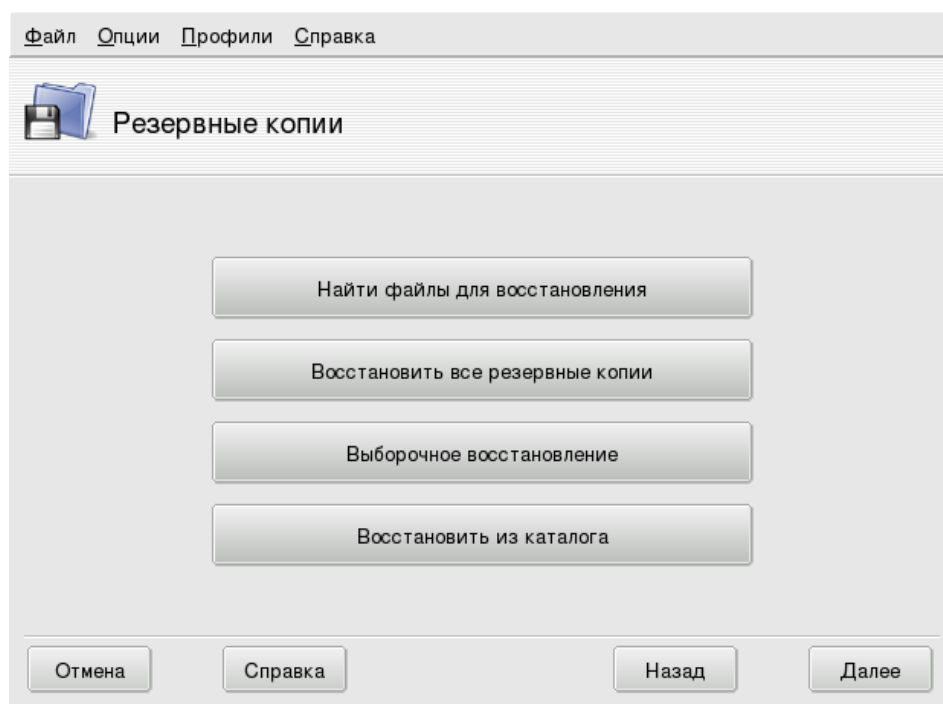 Файл Опции Профили Справка
Резервные копии
Найти файлы для восстановления
Восстановить все резервные копии
Выборочное восстановление
Восстановить из каталога
Отмена Справка Назад Далее